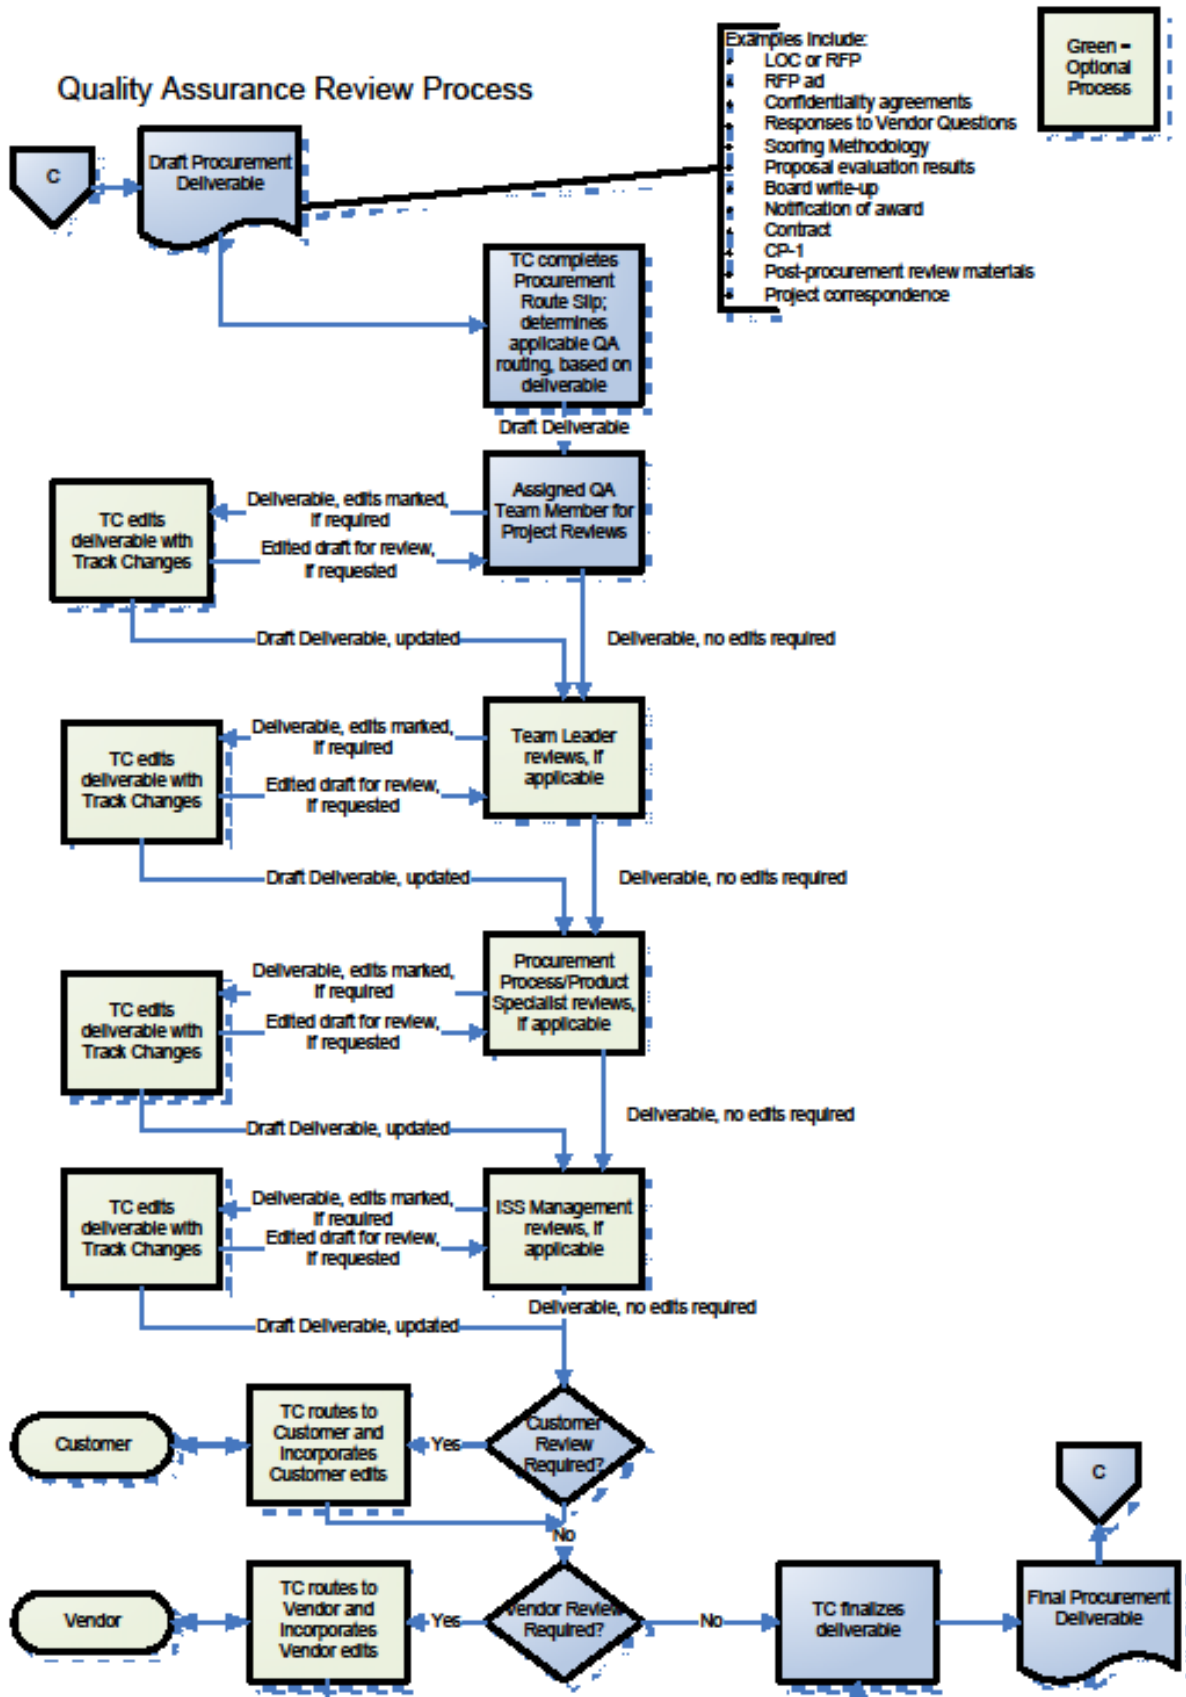 Quality Assurance Review Process
Examples Include:
LOC or RFP
RFP ad
Confidentiality agreements
Responses to Vendor Questions
Scoring Methodology
Proposal evaluation results
Board write-up
Notification of award
Contract
CP-1
Post-procurement review materials
Project correspondence
Green =
Optional
Process
C
Draft Procurement
Deliverable
TC completes
Procurement
Route Slip;
determines
applicable QA
routing, based on
deliverable
Draft Deliverable
Assigned QA
Team Member for
Project Reviews
Deliverable, edits marked,
if required
Edited draft for review,
if requested
TC edits
deliverable with
Track Changes
Draft Deliverable, updated
Deliverable, no edits required
Team Leader
reviews, if
applicable
Deliverable, edits marked,
if required
Edited draft for review,
if requested
TC edits
deliverable with
Track Changes
Draft Deliverable, updated
Deliverable, no edits required
Procurement
Process/Product
Specialist reviews,
if applicable
Deliverable, edits marked,
if required
Edited draft for review,
if requested
TC edits
deliverable with
Track Changes
Draft Deliverable, updated
Deliverable, no edits required
ISS Management
reviews, if
applicable
Deliverable, edits marked,
if required
Edited draft for review,
if requested
TC edits
deliverable with
Track Changes
Draft Deliverable, updated
Deliverable, no edits required
Customer
Review
Required?
Yes
TC routes to
Customer and
Incorporates
Customer edits
Customer
No
Vendor Review
Required?
Yes
TC routes to
Vendor and
Incorporates
Vendor edits
Vendor
No
TC finalizes
deliverable
Final Procurement
Deliverable
C